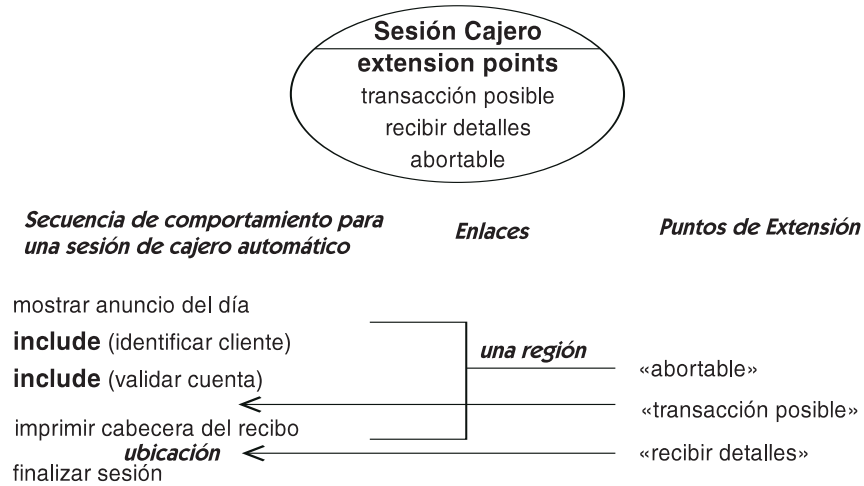 Sesión Cajero
extension points
transacción posible
recibir detalles
abortable
Secuencia de comportamiento para
una sesión de cajero automático
Enlaces
Puntos de Extensión
mostrar anuncio del día
include (identificar cliente)
una región
«abortable»
include (validar cuenta)
«transacción posible»
imprimir cabecera del recibo
ubicación
«recibir detalles»
finalizar sesión